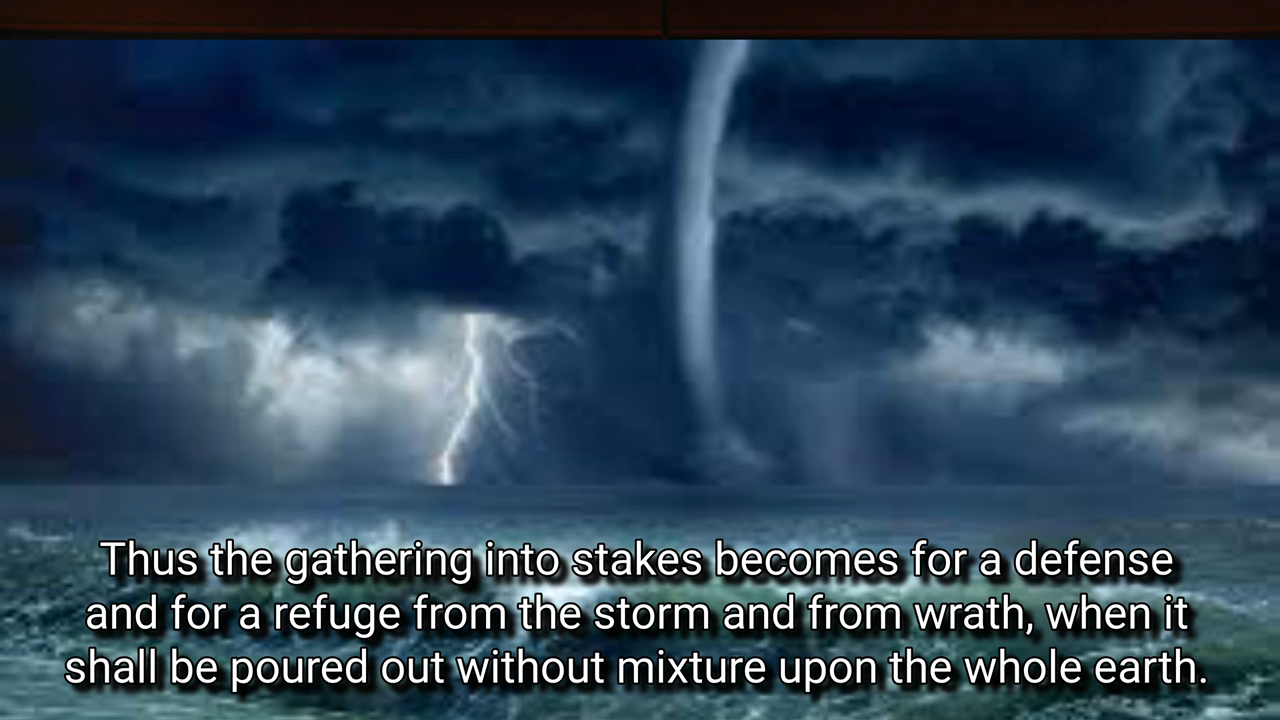 Thus the gathering into stakes becomes for a defense
and for a refuge from the storm and from wrath, when it
shall be poured out without mixture upon the whole earth.